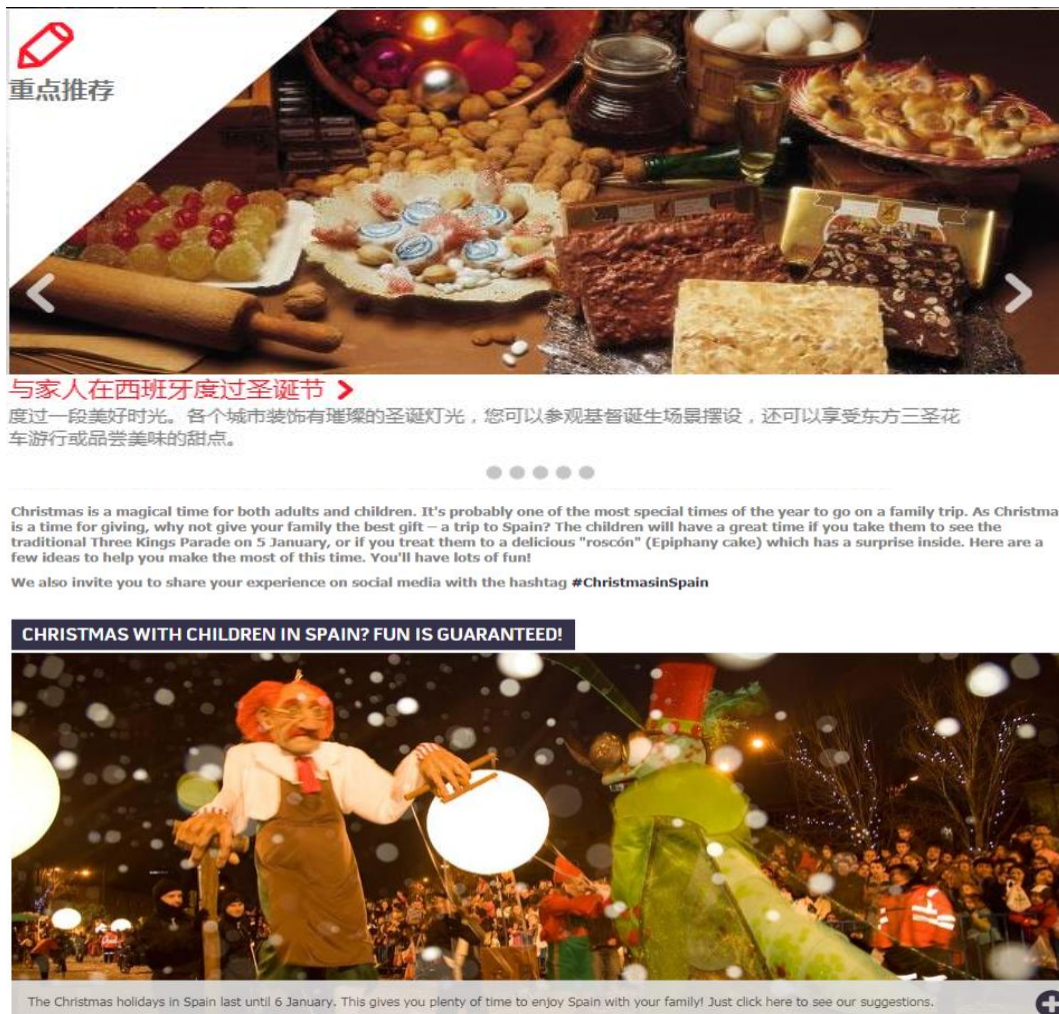 重点推荐
与家人在西班牙度过圣诞节
度过一段美好时光。各个城市装饰有璀璨的圣诞灯光，您可以参观基督诞生场景摆设，还可以享受东方三圣花
车游行或品尝美味的甜点。
Christmas is a magical time for both adults and children. It's probably one of the most special times of the year to go on a family trip. As Christma
is a time for giving, why not give your family the best gift – a trip to Spain? The children will have a great time if you take them to see the
traditional Three Kings Parade on 5 January, or if you treat them to a delicious "roscón" (Epiphany cake) which has a surprise inside. Here are a
few ideas to help you make the most of this time. You'll have lots of fun!
We also invite you to share your experience on social media with the hashtag #ChristmasinSpain
CHRISTMAS WITH CHILDREN IN SPAIN? FUN IS GUARANTEED!
The Christmas holidays in Spain last until 6 January. This gives you plenty of time to enjoy Spain with your family! Just click here to see our suggestions.